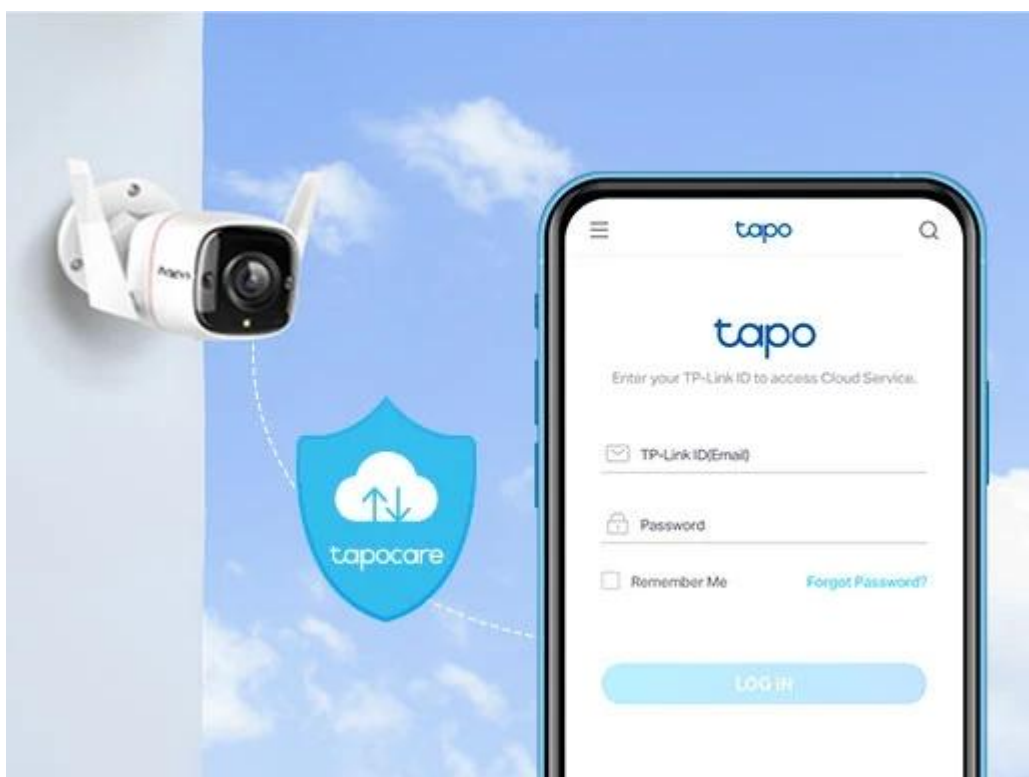 tapo
tapo
tapo
Enter your TP-Link ID to access Cloud Service.
TP-Link ID(Email)
Password
Remember Me
Forgot Password?
LOG IN
tapocare